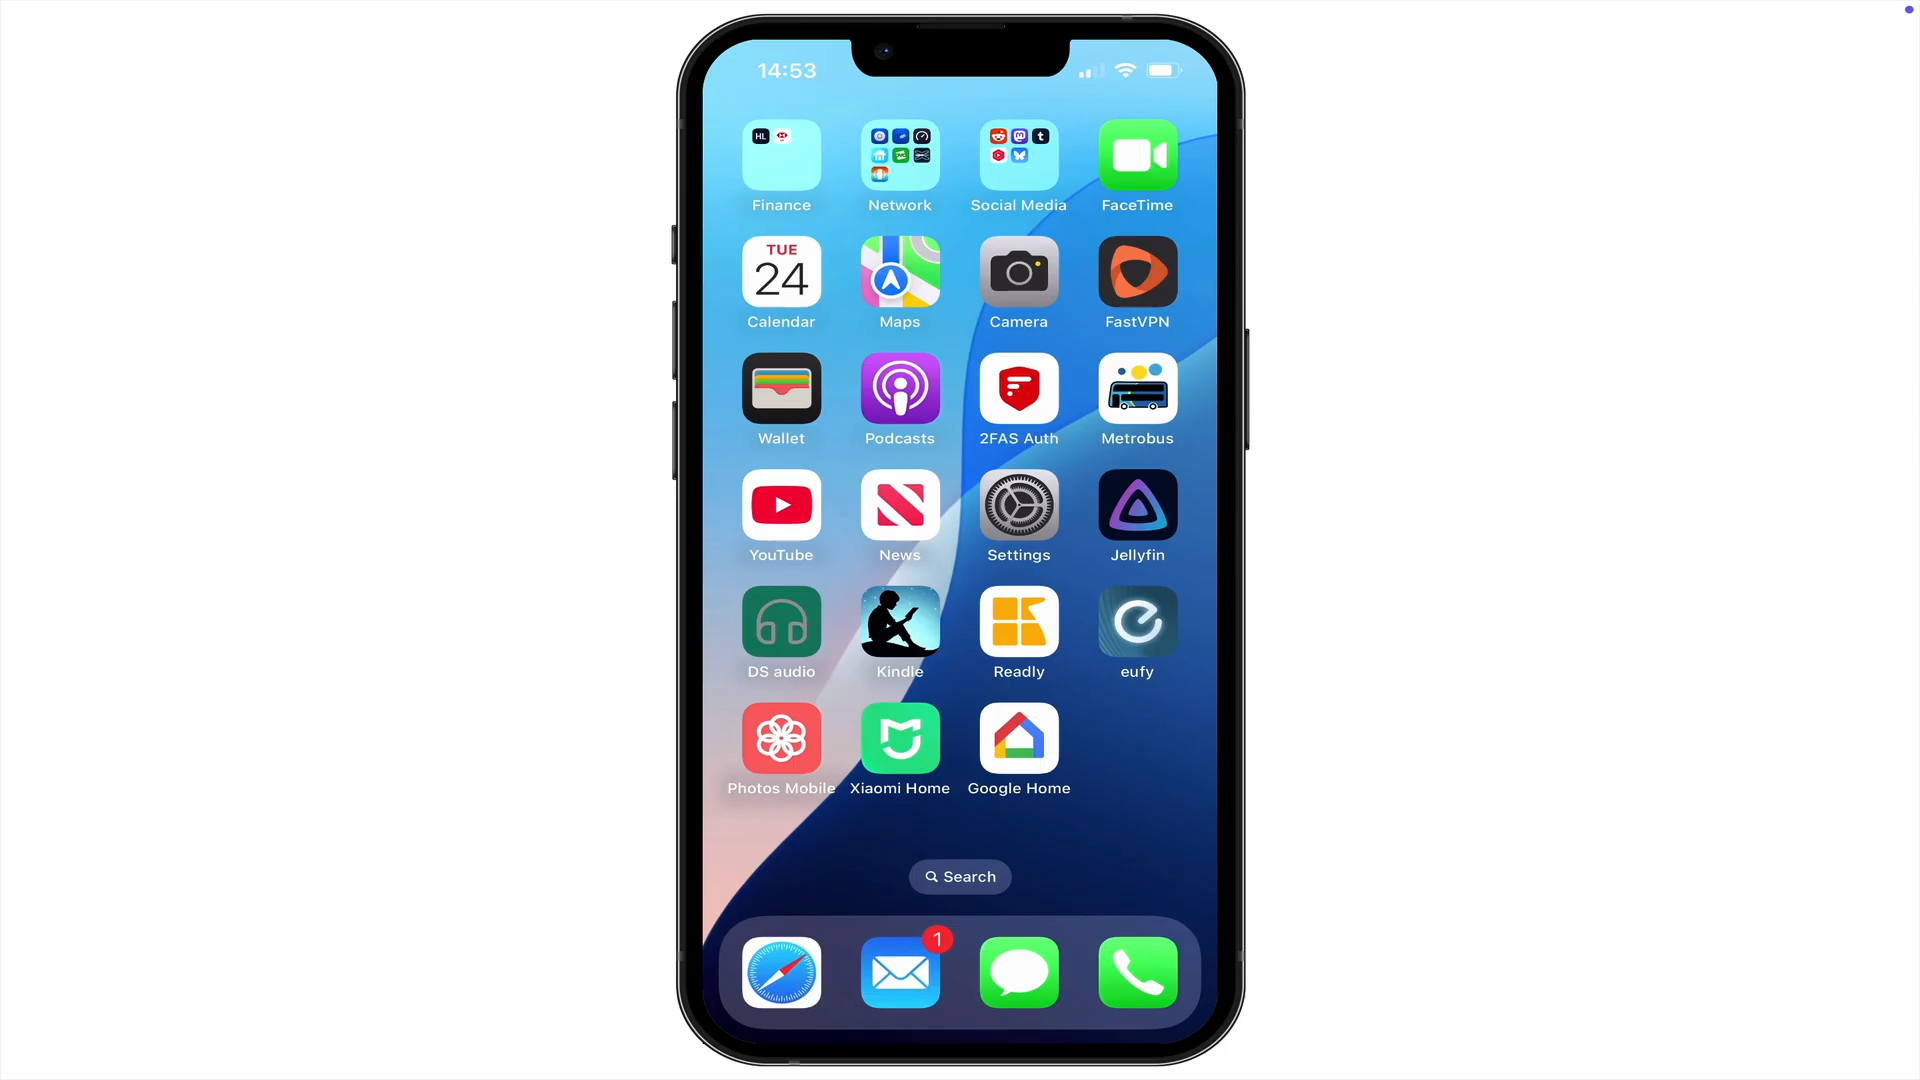 14:53
HL
Finance
Network
Social Media
FaceTime
TUE
24
Calendar
Maps
Camera
FastVPN
Wallet
Podcasts
2FAS Auth
Metrobus
YouTube
News
Settings
Jellyfin
DS audio
Kindle
Readly
eufy
Photos Mobile
Xiaomi Home
Google Home
Search
1